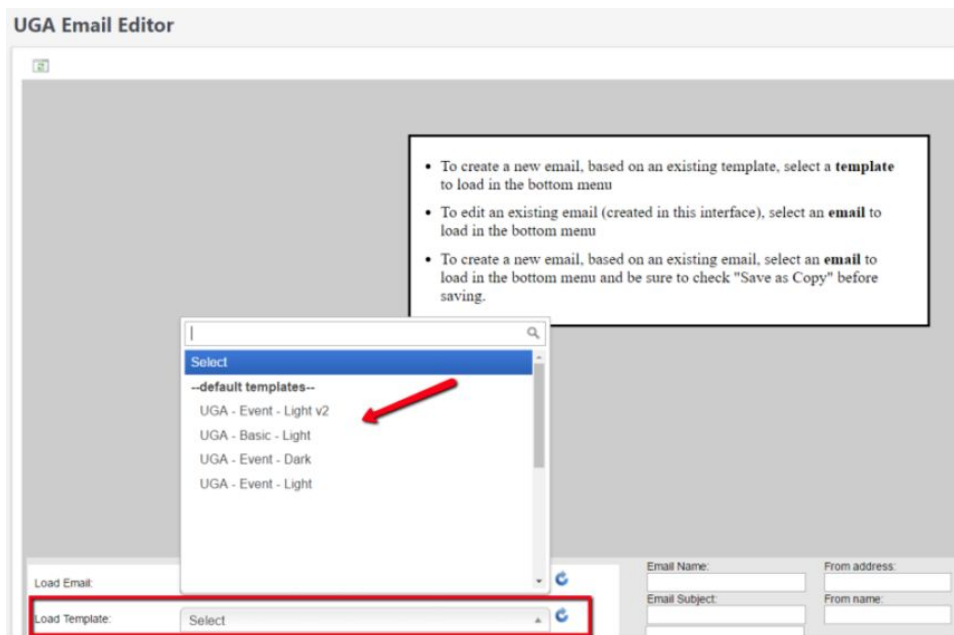 UGA Email Editor
• To create a new email, based on an existing template, select a template
to load in the bottom menu
• To edit an existing email (created in this interface), select an email to
load in the bottom menu
• To create a new email, based on an existing email, select an email to
load in the bottom menu and be sure to check "Save as Copy" before
saving.
Select
--default templates--
UGA - Event - Light v2
UGA - Basic - Light
UGA - Event - Dark
UGA - Event - Light
Load Email:
Load Template:
Select
Email Name:
From address:
Email Subject:
From name: